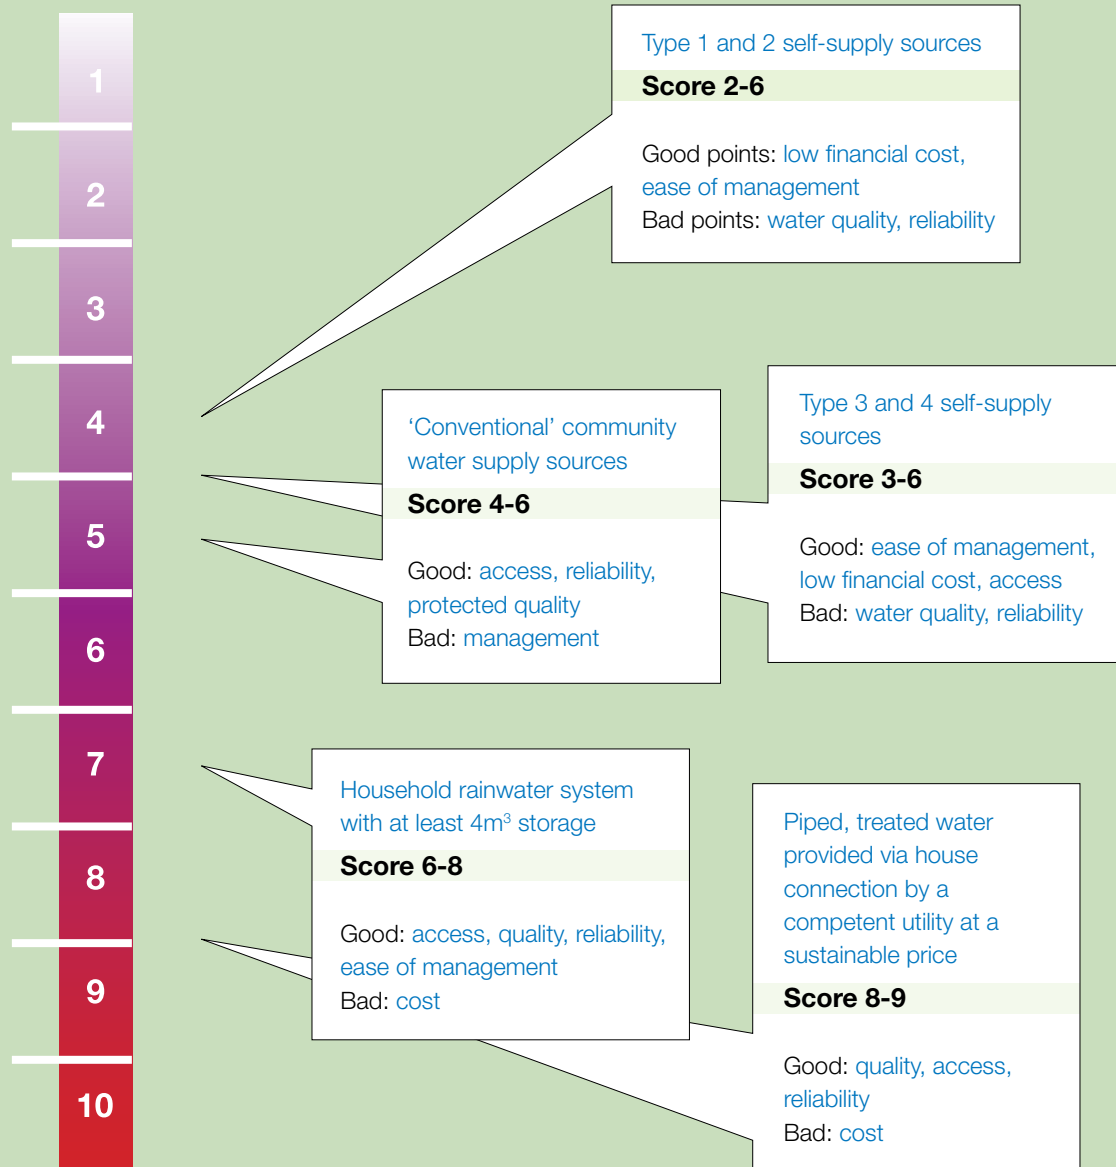 1
2
3
4
5
6
7
8
9
10
Type 1 and 2 self-supply sources
Score 2-6
Good points: low financial cost,
ease of management
Bad points: water quality, reliability
'Conventional' community
water supply sources
Score 4-6
Good: access, reliability,
protected quality
Bad: management
Type 3 and 4 self-supply
sources
Score 3-6
Good: ease of management,
low financial cost, access
Bad: water quality, reliability
Household rainwater system
with at least 4m³ storage
Score 6-8
Good: access, quality, reliability,
ease of management
Bad: cost
Piped, treated water
provided via house
connection by a
competent utility at a
sustainable price
Score 8-9
Good: quality, access,
reliability
Bad: cost